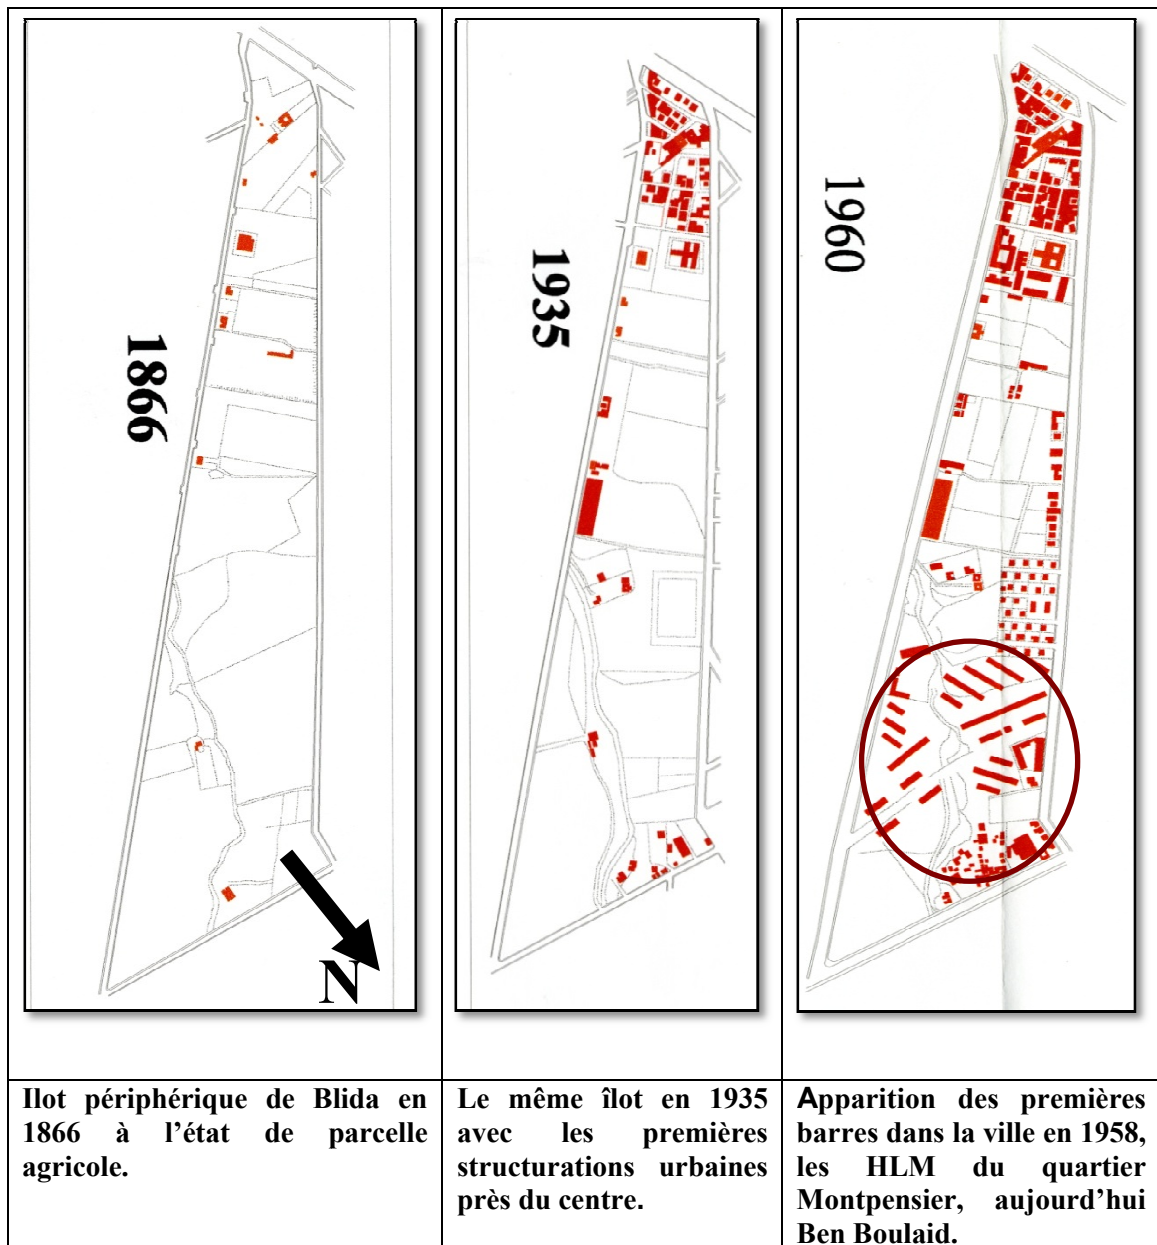 1866
N
1935
1960
Ilot périphérique de Blida en
1866 à l’état de parcelle
agricole.
Le même îlot en 1935
avec les premières
structurations urbaines
près du centre.
Apparition des premières
barres dans la ville en 1958,
les HLM du quartier
Montpensier, aujourd’hui
Ben Boulaid.